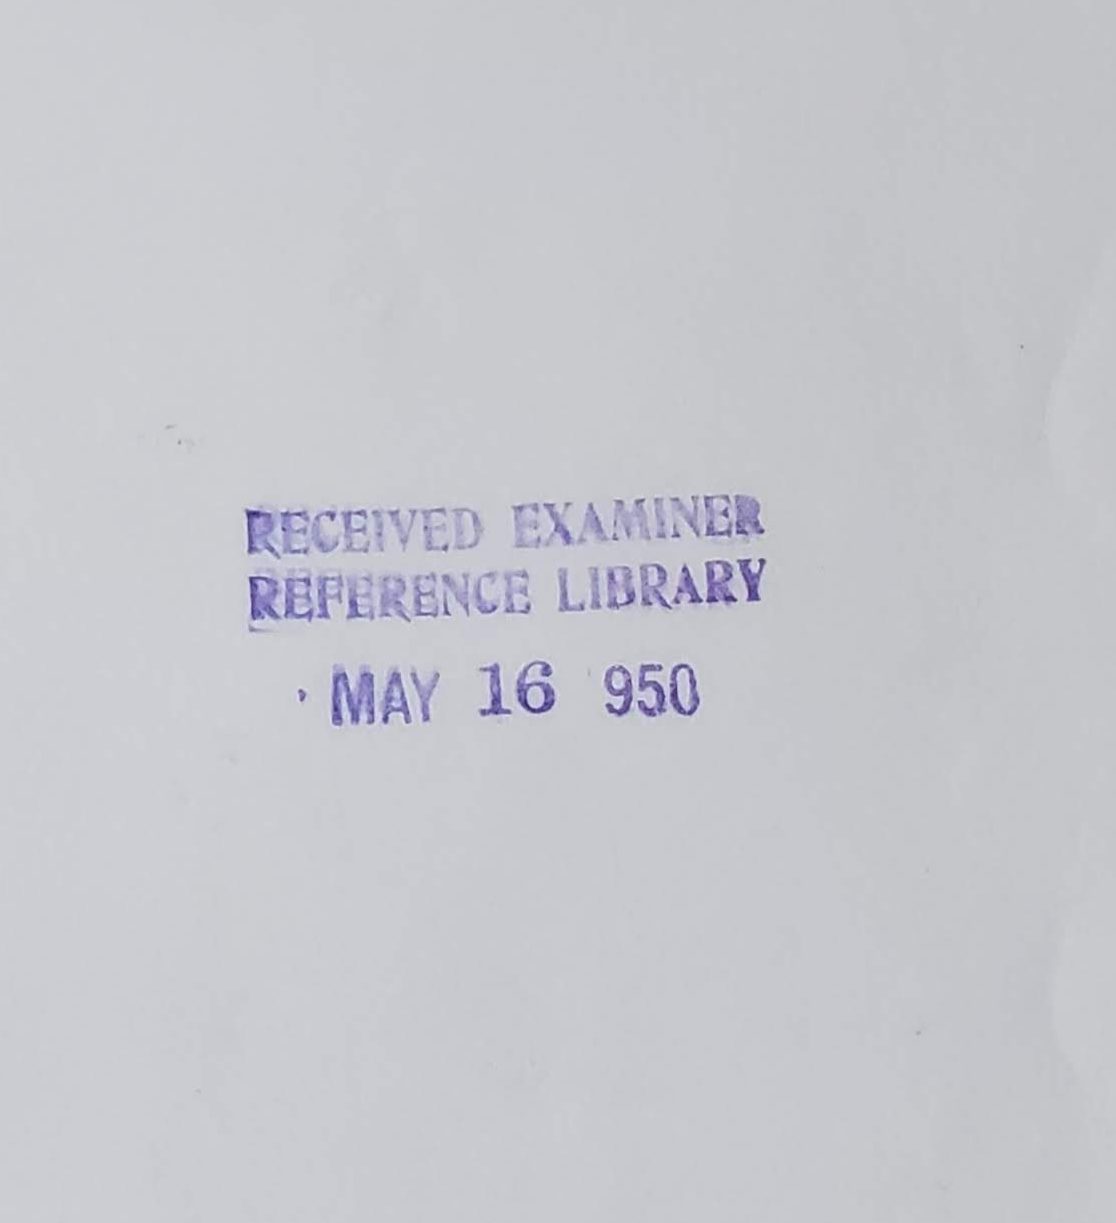 RECEIVED EXAMINER
REFERENCE LIBRARY
MAY 16 950